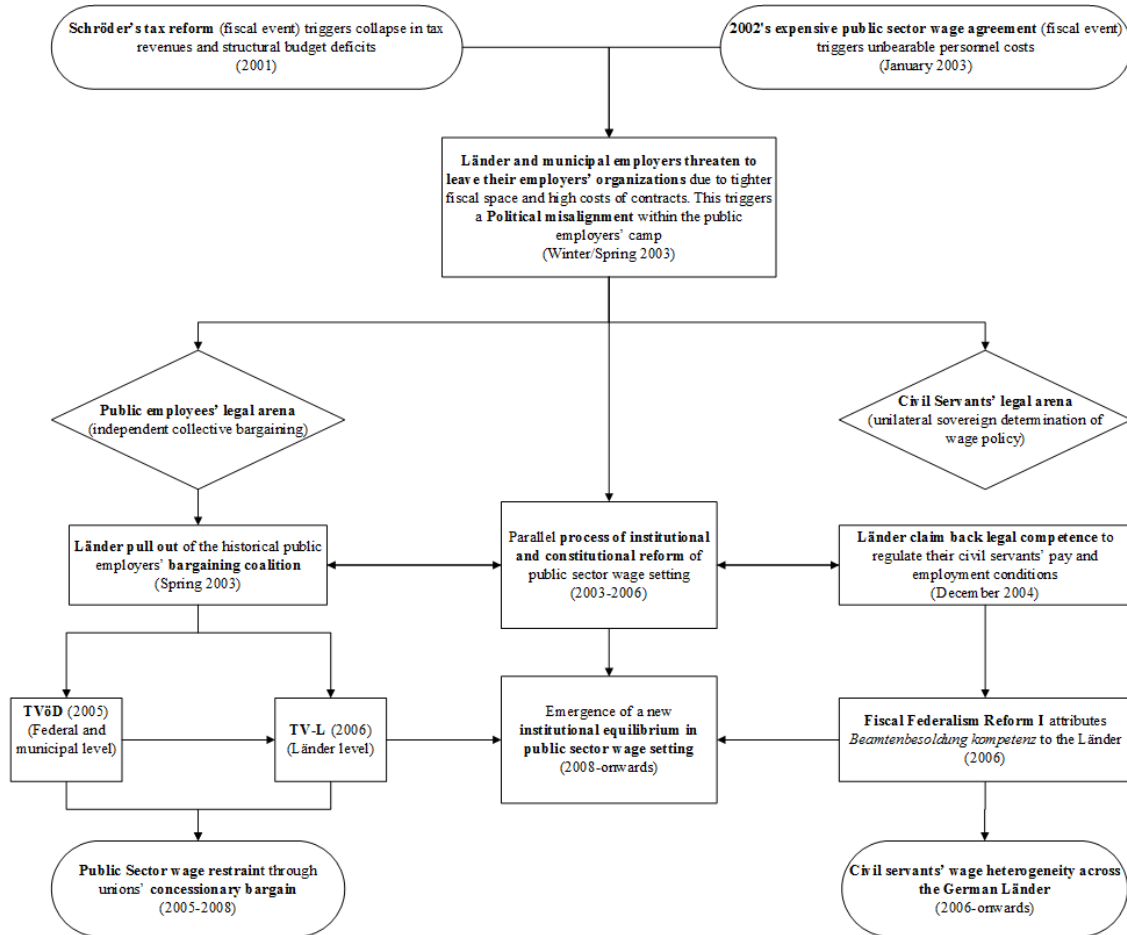 Schröder's tax reform (fiscal event) triggers collapse in tax
revenues and structural budget deficits
(2001)
2002's expensive public sector wage agreement (fiscal event)
triggers unbearable personnel costs
(January 2003)
Länder and municipal employers threaten to
leave their employers' organizations due to tighter
fiscal space and high costs of contracts. This triggers
a Political misalignment within the public
employers' camp
(Winter/Spring 2003)
Public employees' legal arena
(independent collective bargaining)
Civil Servants' legal arena
(unilateral sovereign determination of
wage policy)
Länder pull out of the historical public
employers' bargaining coalition
(Spring 2003)
Parallel process of institutional
and constitutional reform of
public sector wage setting
(2003-2006)
Länder claim back legal competence to
regulate their civil servants' pay and
employment conditions
(December 2004)
TVöD (2005)
(Federal and
municipal level)
TV-L (2006)
(Länder level)
Emergence of a new
institutional equilibrium in
public sector wage setting
(2008-onwards)
Fiscal Federalism Reform I attributes
Beamtenbesoldung kompetenz to the Länder
(2006)
Public Sector wage restraint through
unions' concessionary bargain
(2005-2008)
Civil servants' wage heterogeneity across
the German Länder
(2006-onwards)